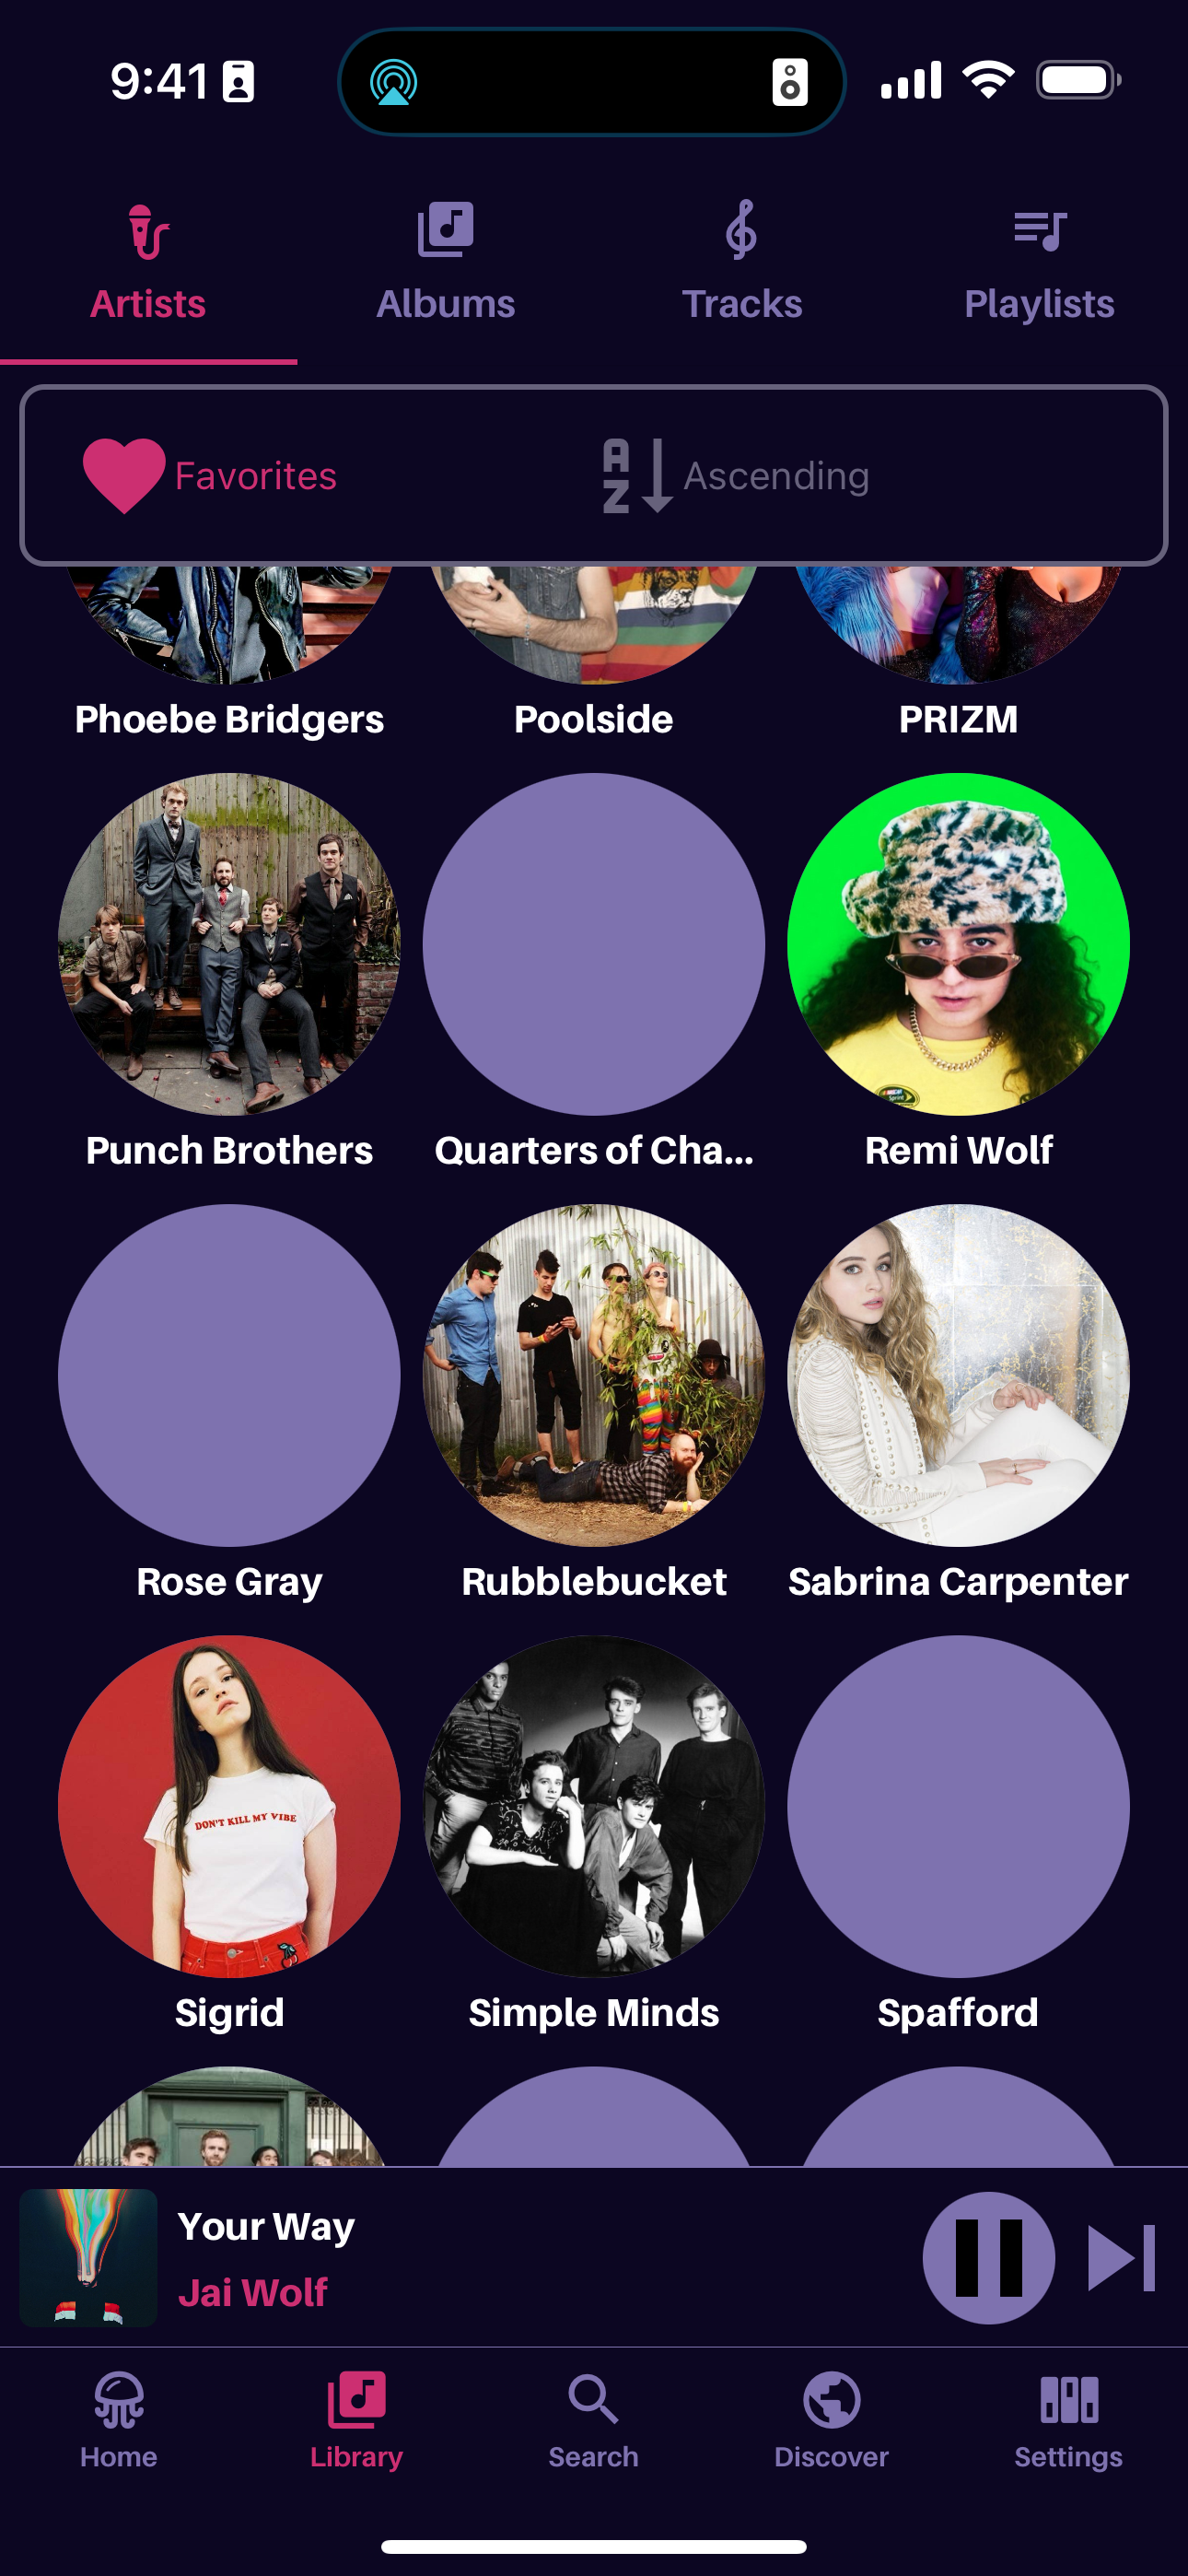 9:41
Artists Albums Tracks Playlists
Favorites A Z Ascending
Phoebe Bridgers Poolside PRIZM
Punch Brothers Quarters of Cha... Remi Wolf
Rose Gray Rubblebucket Sabrina Carpenter
DON'T KILL MY VIBE
Sigrid Simple Minds Spafford
Your Way
Jai Wolf
Home Library Search Discover Settings